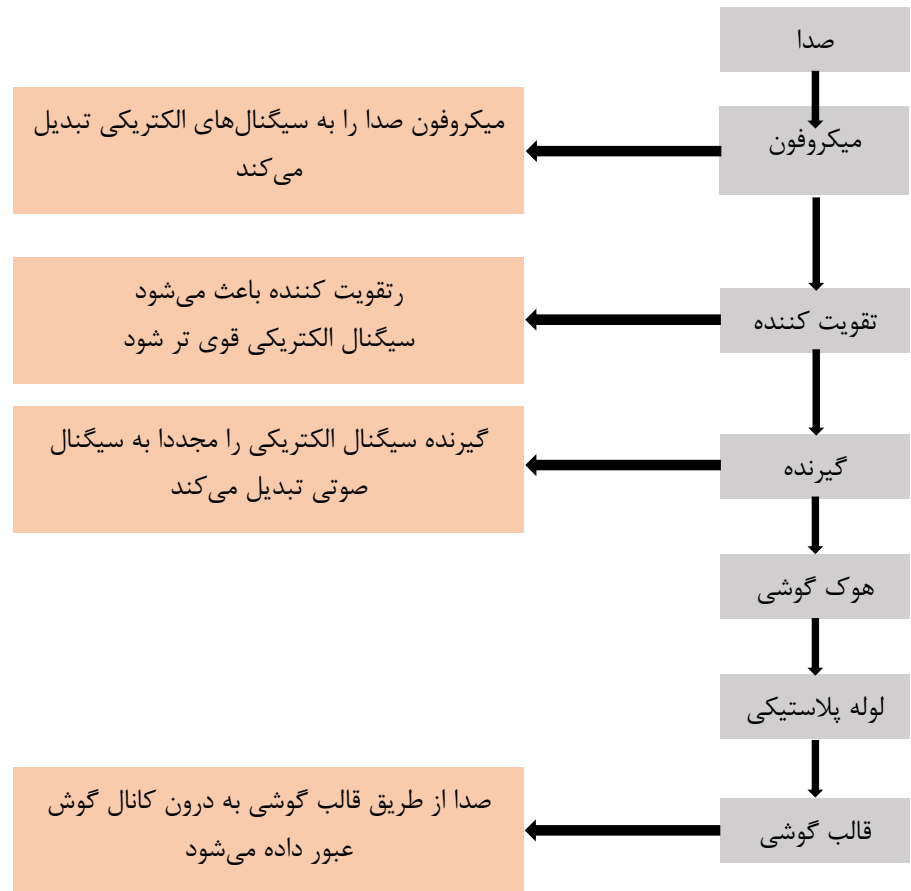 صدا
میکروفون
میکروفون صدا را به سیگنال‌های الکتریکی تبدیل
می‌کند
تقویت کننده
رتقویت کننده باعث می‌شود
سیگنال الکتریکی قوی تر شود
گیرنده
گیرنده سیگنال الکتریکی را مجددا به سیگنال
صوتی تبدیل می‌کند
هوک گوشی
لوله پلاستیکی
قالب گوشی
صدا از طریق قالب گوشی به درون کانال گوش
عبور داده می‌شود